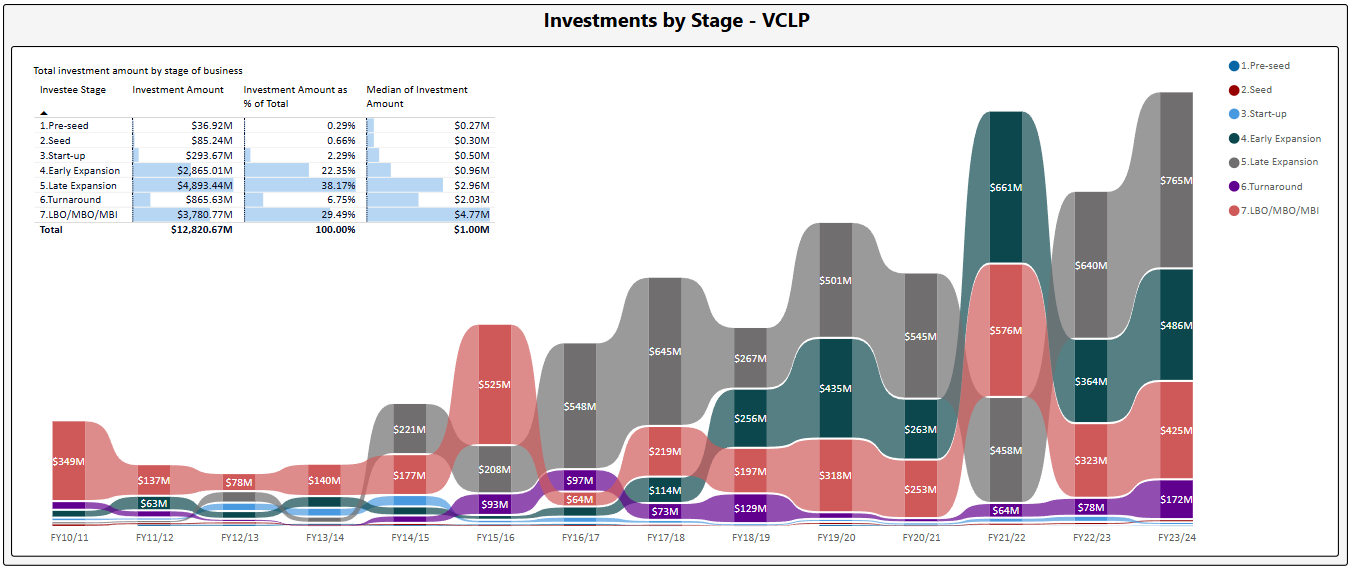 Investments by Stage - VCLP
Total investment amount by stage of business
Investee Stage Investment Amount Investment Amount as Median of Investment
% of Total Amount
1.Pre-seed $36.92M 0.29% $0.27M
2.Seed $85.24M 0.66% $0.30M
3.Start-up $293.67M 2.29% $0.50M
4.Early Expansion $2,865.01M 22.35% $0.96M
5.Late Expansion $4,893.44M 38.17% $2.96M
6.Turnaround $865.63M 6.75% $2.03M
7.LBO/MBO/MBI $3,780.77M 29.49% $4.77M
Total $12,820.67M 100.00% $1.00M
1.Pre-seed
2.Seed
3.Start-up
4.Early Expansion
5.Late Expansion
6.Turnaround
7.LBO/MBO/MBI
$349M
$137M
$63M
$78M
$140M
$221M
$177M
$525M
$208M
$93M
$548M
$97M
$64M
$645M
$219M
$114M
$73M
$267M
$256M
$197M
$129M
$501M
$435M
$318M
$545M
$263M
$253M
$661M
$576M
$458M
$64M
$640M
$364M
$323M
$78M
$765M
$486M
$425M
$172M
FY10/11 FY11/12 FY12/13 FY13/14 FY14/15 FY15/16 FY16/17 FY17/18 FY18/19 FY19/20 FY20/21 FY21/22 FY22/23 FY23/24